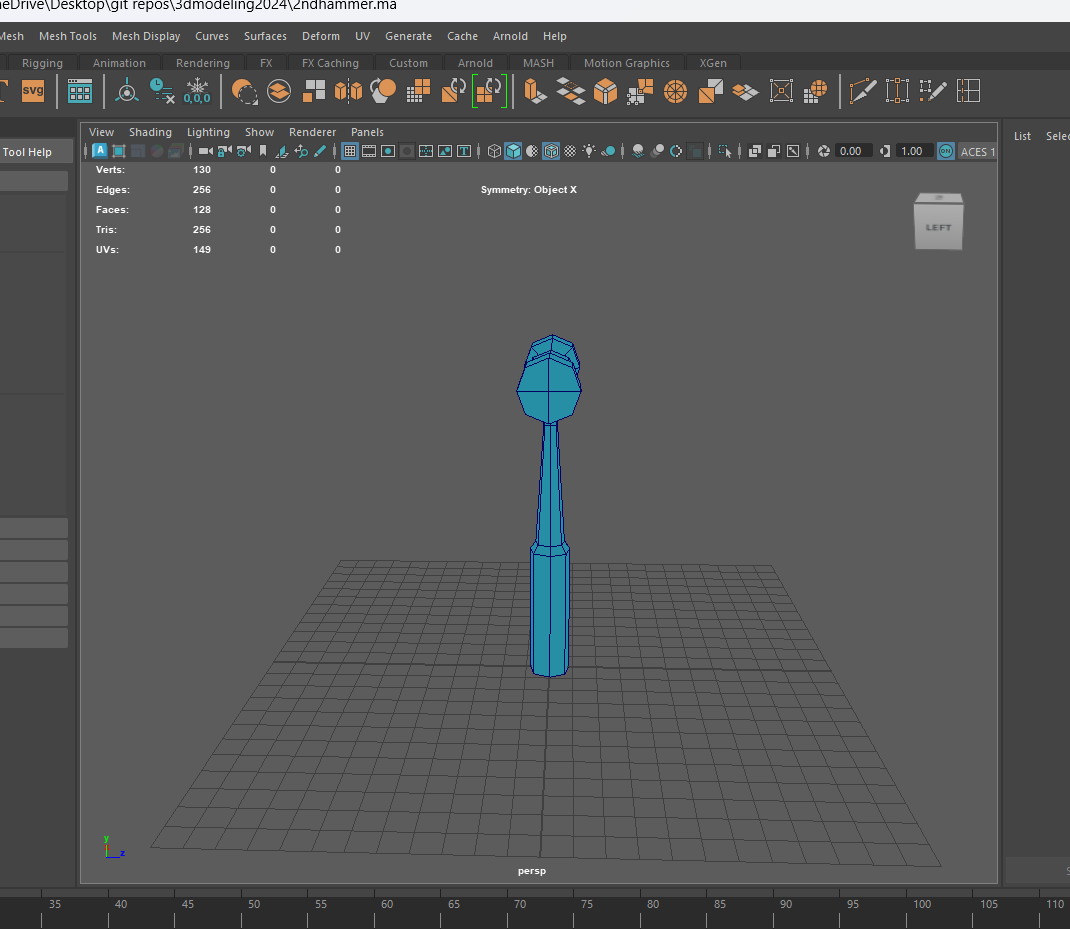 neDrive\Desktop\git repos\3dmodeling2024\2ndhammer.ma
Mesh Mesh Tools Mesh Display Curves Surfaces Deform UV Generate Cache Arnold Help
Rigging Animation Rendering FX FX Caching Custom Arnold MASH Motion Graphics XGen
T svg 0,0,0
View Shading Lighting Show Renderer Panels
List Selec
Tool Help
A T 0.00 1.00 ON ACES 1
Verts: 130 0 0
Edges: 256 0 0
Symmetry: Object X
Faces: 128 0 0
Tris: 256 0 0
LEFT
UVs: 149 0 0
y
z
persp
35 40 45 50 55 60 65 70 75 80 85 90 95 100 105 110